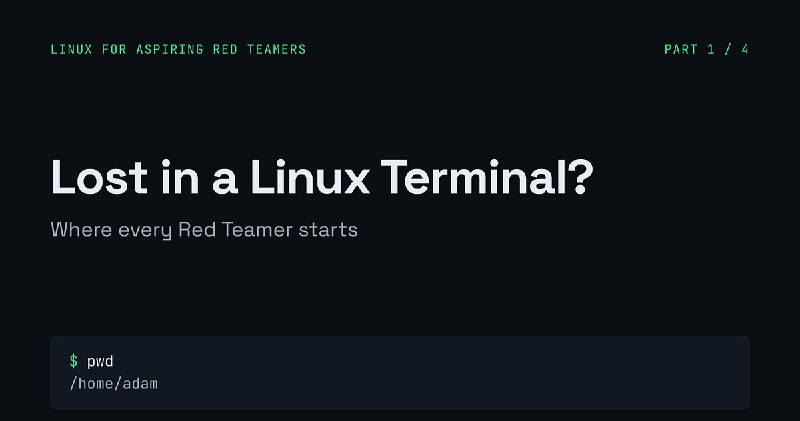 LINUX FOR ASPIRING RED TEAMERS
PART 1 / 4
Lost in a Linux Terminal?
Where every Red Teamer starts
$ pwd
/home/adam